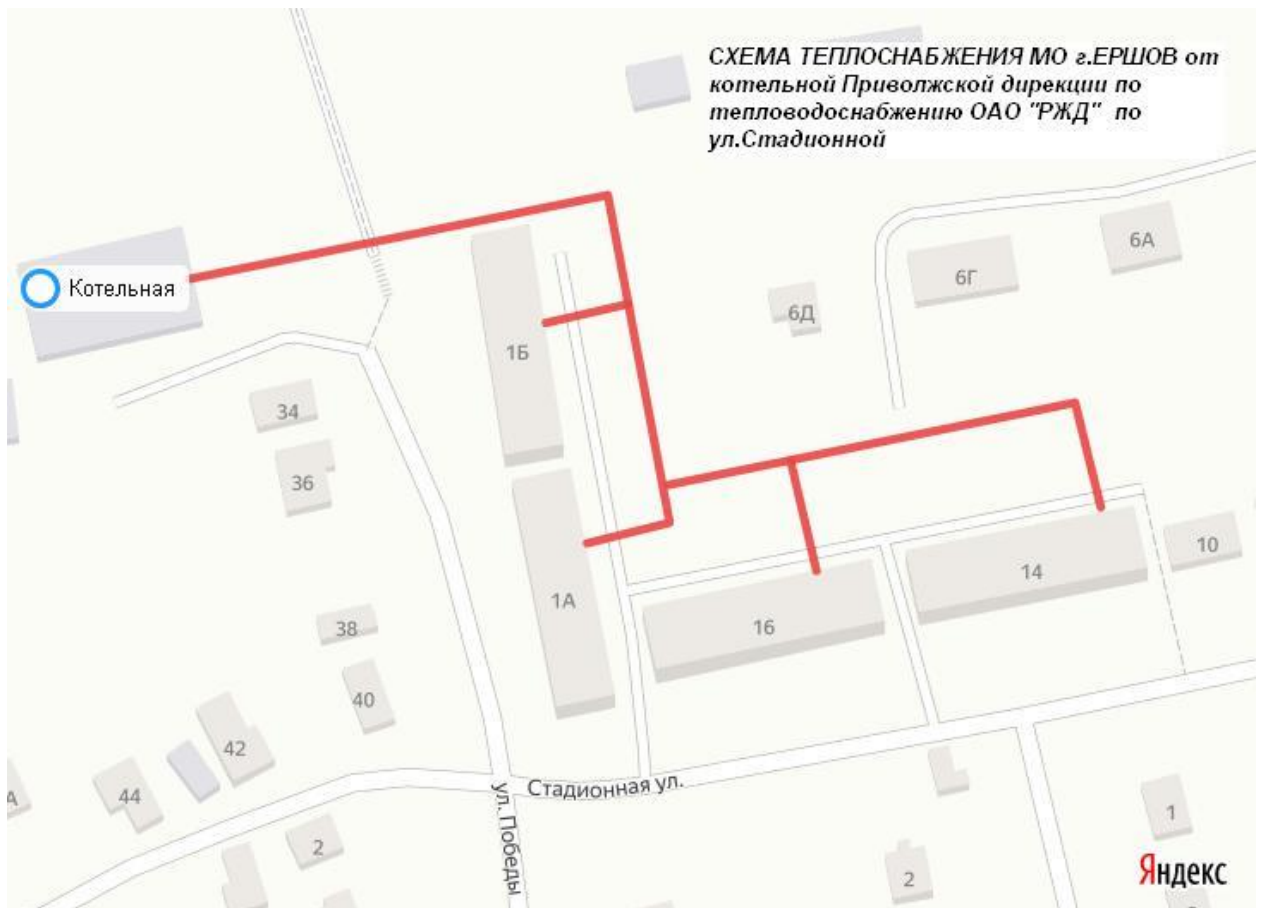 СХЕМА ТЕПЛОСНАБЖЕНИЯ МО г.ЕРШОВ от
котельной Приволжской дирекции по
тепловодоснабжению ОАО "РЖД" по
ул.Стадионной
6А
6Г
Котельная
6Д
1Б
34
36
10
14
1А
16
38
40
42
44
А
Стадионная ул.
ул. Победы
1
2
2
Яндекс